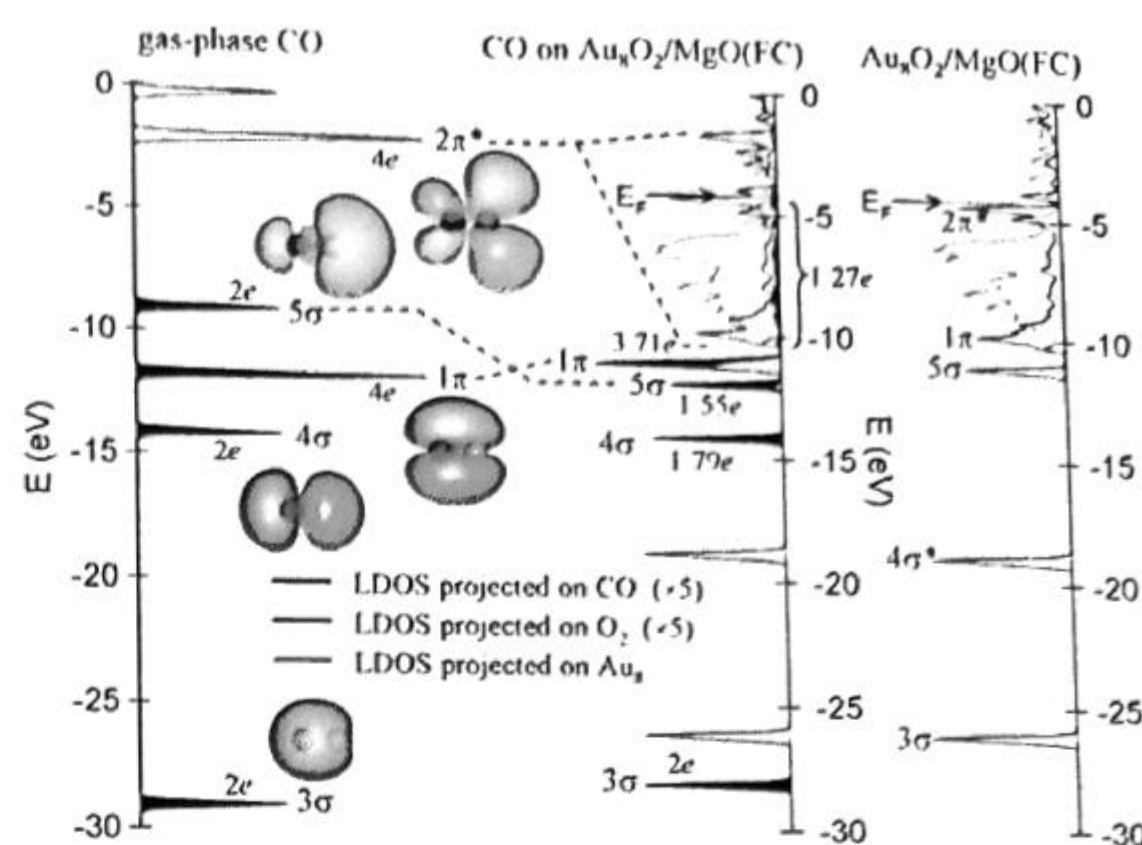 gas-phase CO
CO on Au₈O₂/MgO(FC)
Au₈O₂/MgO(FC)
0
-5
-10
-15
-20
-25
-30
E (eV)
4e
2π*
2e
5σ
4e
1π
2e
4σ
2e
3σ
LDOS projected on CO (×5)
LDOS projected on O₂ (×5)
LDOS projected on Au₈
0
-5
-10
-15
-20
-25
-30
E (eV)
E_F
1 27e
3 71e
1π
5σ
1 55e
4σ
1 79e
3σ
2e
0
-5
-10
-15
-20
-25
-30
E_F
2π*
1π
5σ
4σ*
3σ